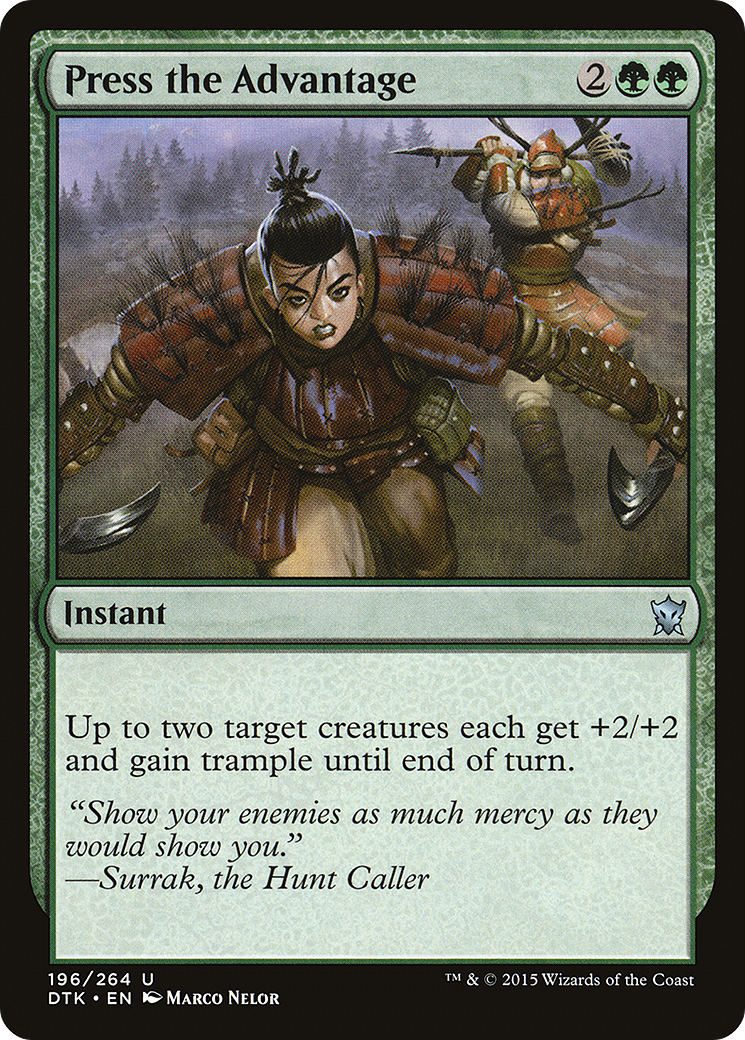 Press the Advantage 2
Instant
Up to two target creatures each get +2/+2
and gain trample until end of turn.
“Show your enemies as much mercy as they
would show you.”
—Surrak, the Hunt Caller
196/264 U
DTK • EN Marco Nelor
™ & © 2015 Wizards of the Coast